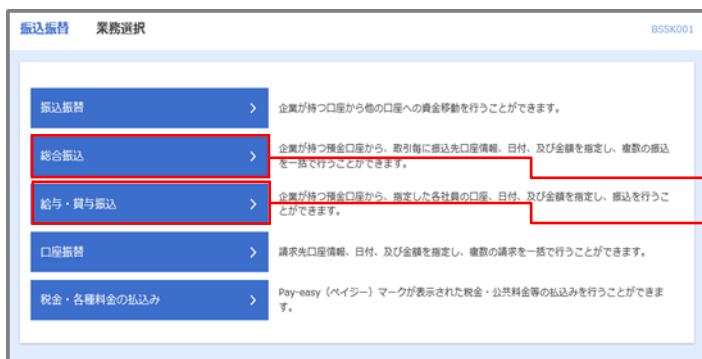 振込振替 業務選択 BSSK001
振込振替
企業が持つ口座から他の口座への資金移動を行うことができます。
総合振込
企業が持つ預金口座から、取引毎に振込先口座情報、日付、及び金額を指定し、複数の振込
を一括で行うことができます。
給与・賞与振込
企業が持つ預金口座から、指定した各社員の口座、日付、及び金額を指定し、振込を行うこ
とができます。
口座振替
請求先口座情報、日付、及び金額を指定し、複数の請求を一括で行うことができます。
税金・各種料金の払込み
Pay-easy（ペイジー）マークが表示された税金・公共料金等の払込みを行うことができま
す。